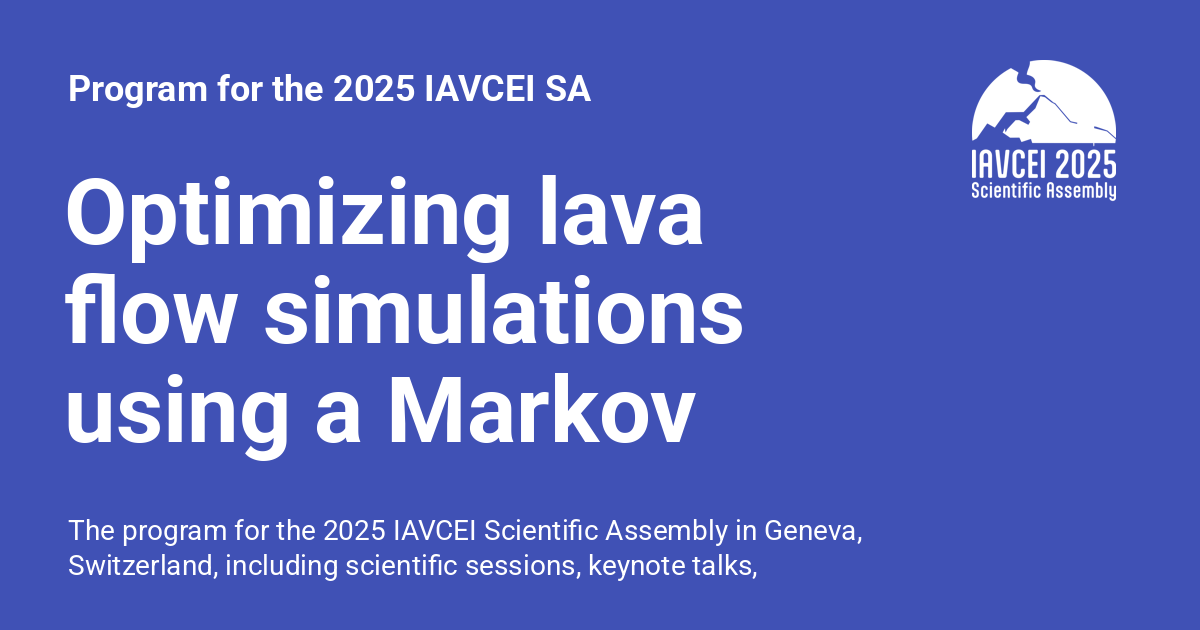 Program for the 2025 IAVCEI SA
IAVCEI 2025
Scientific Assembly
Optimizing lava
flow simulations
using a Markov
The program for the 2025 IAVCEI Scientific Assembly in Geneva,
Switzerland, including scientific sessions, keynote talks,